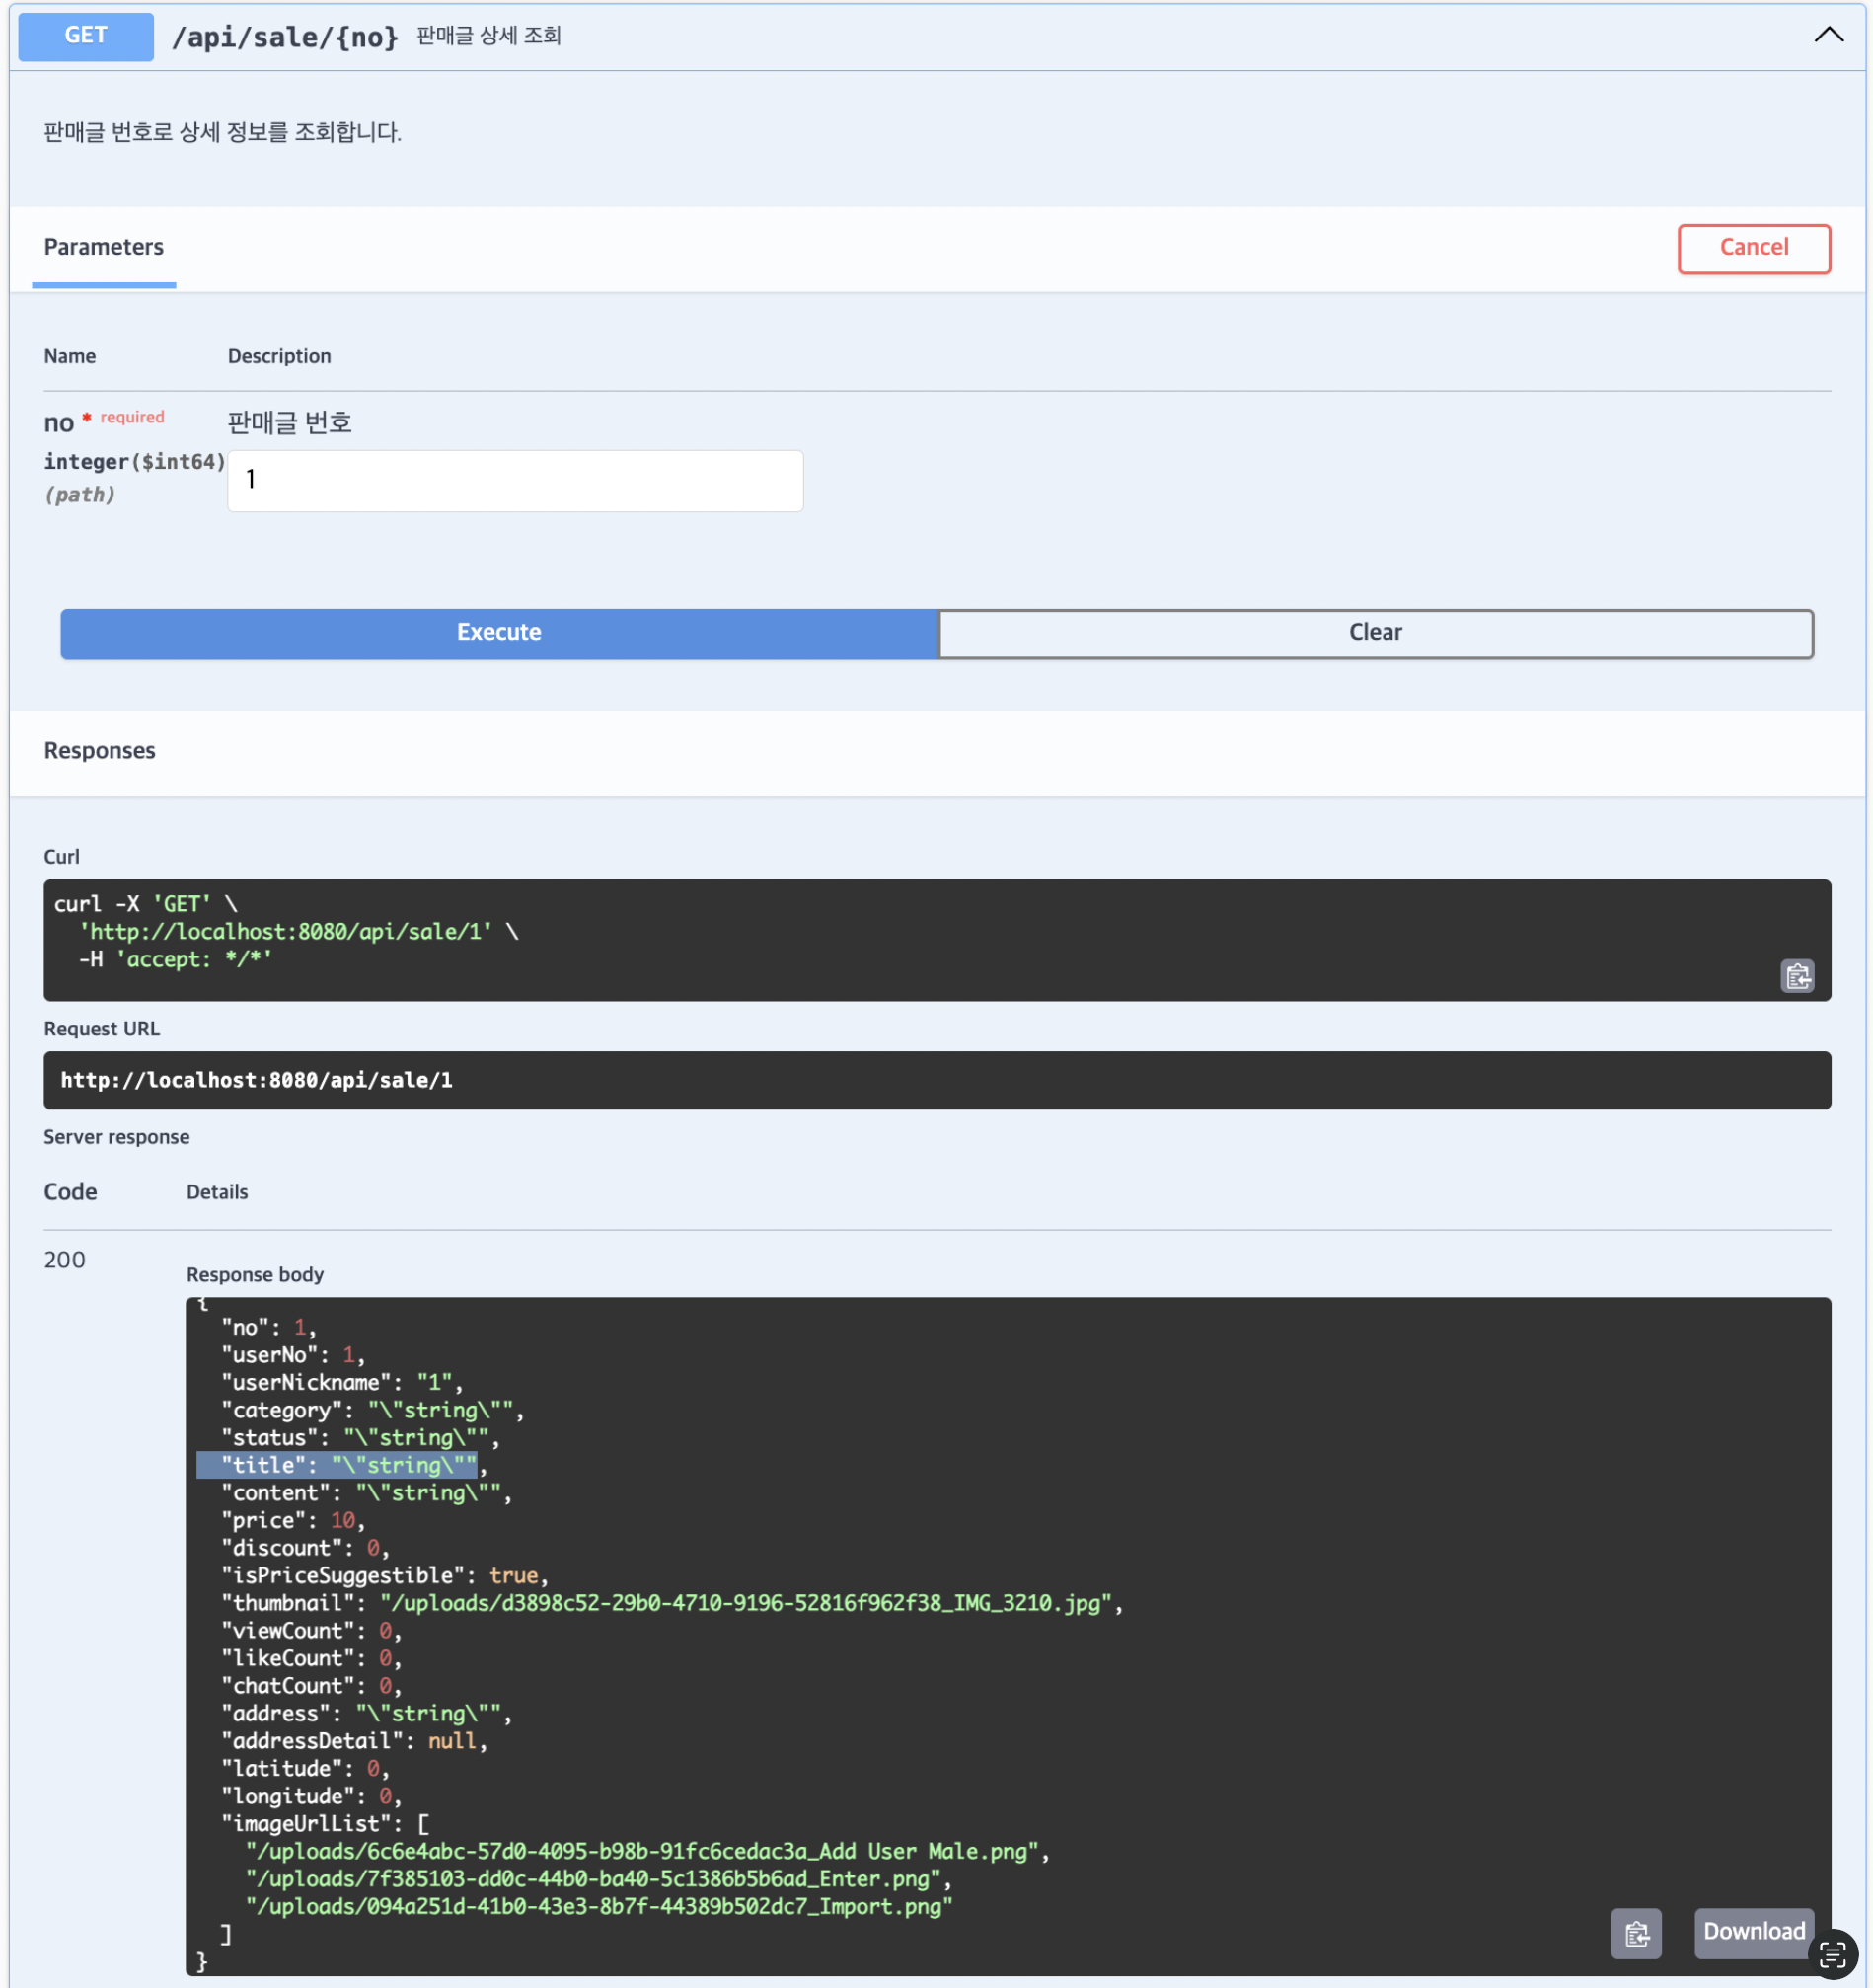 GET /api/sale/{no} 판매글 상세 조회
판매글 번호로 상세 정보를 조회합니다.
Parameters
Cancel
Name Description
no * required 판매글 번호
integer($int64) 1
(path)
Execute Clear
Responses
Curl
curl -X 'GET' \
  'http://localhost:8080/api/sale/1' \
  -H 'accept: */*'
Request URL
http://localhost:8080/api/sale/1
Server response
Code Details
200
Response body
{
  "no": 1,
  "userNo": 1,
  "userNickname": "1",
  "category": "\"string\"",
  "status": "\"string\"",
  "title": "\"string\"",
  "content": "\"string\"",
  "price": 10,
  "discount": 0,
  "isPriceSuggestible": true,
  "thumbnail": "/uploads/d3898c52-29b0-4710-9196-52816f962f38_IMG_3210.jpg",
  "viewCount": 0,
  "likeCount": 0,
  "chatCount": 0,
  "address": "\"string\"",
  "addressDetail": null,
  "latitude": 0,
  "longitude": 0,
  "imageUrlList": [
    "/uploads/6c6e4abc-57d0-4095-b98b-91fc6cedac3a_Add User Male.png",
    "/uploads/7f385103-dd0c-44b0-ba40-5c1386b5b6ad_Enter.png",
    "/uploads/094a251d-41b0-43e3-8b7f-44389b502dc7_Import.png"
  ]
}
Download